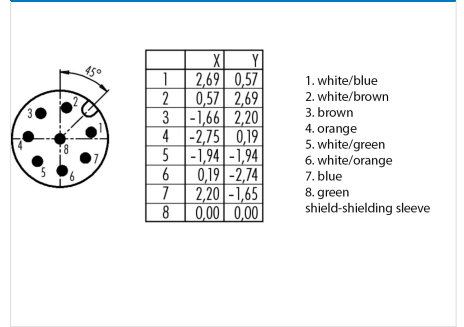 45°
2
3
1
4
8
7
5
6
X Y
1 2,69 0,57
2 0,57 2,69
3 -1,66 2,20
4 -2,75 0,19
5 -1,94 -1,94
6 0,19 -2,74
7 2,20 -1,65
8 0,00 0,00
1. white/blue
2. white/brown
3. brown
4. orange
5. white/green
6. white/orange
7. blue
8. green
shield-shielding sleeve